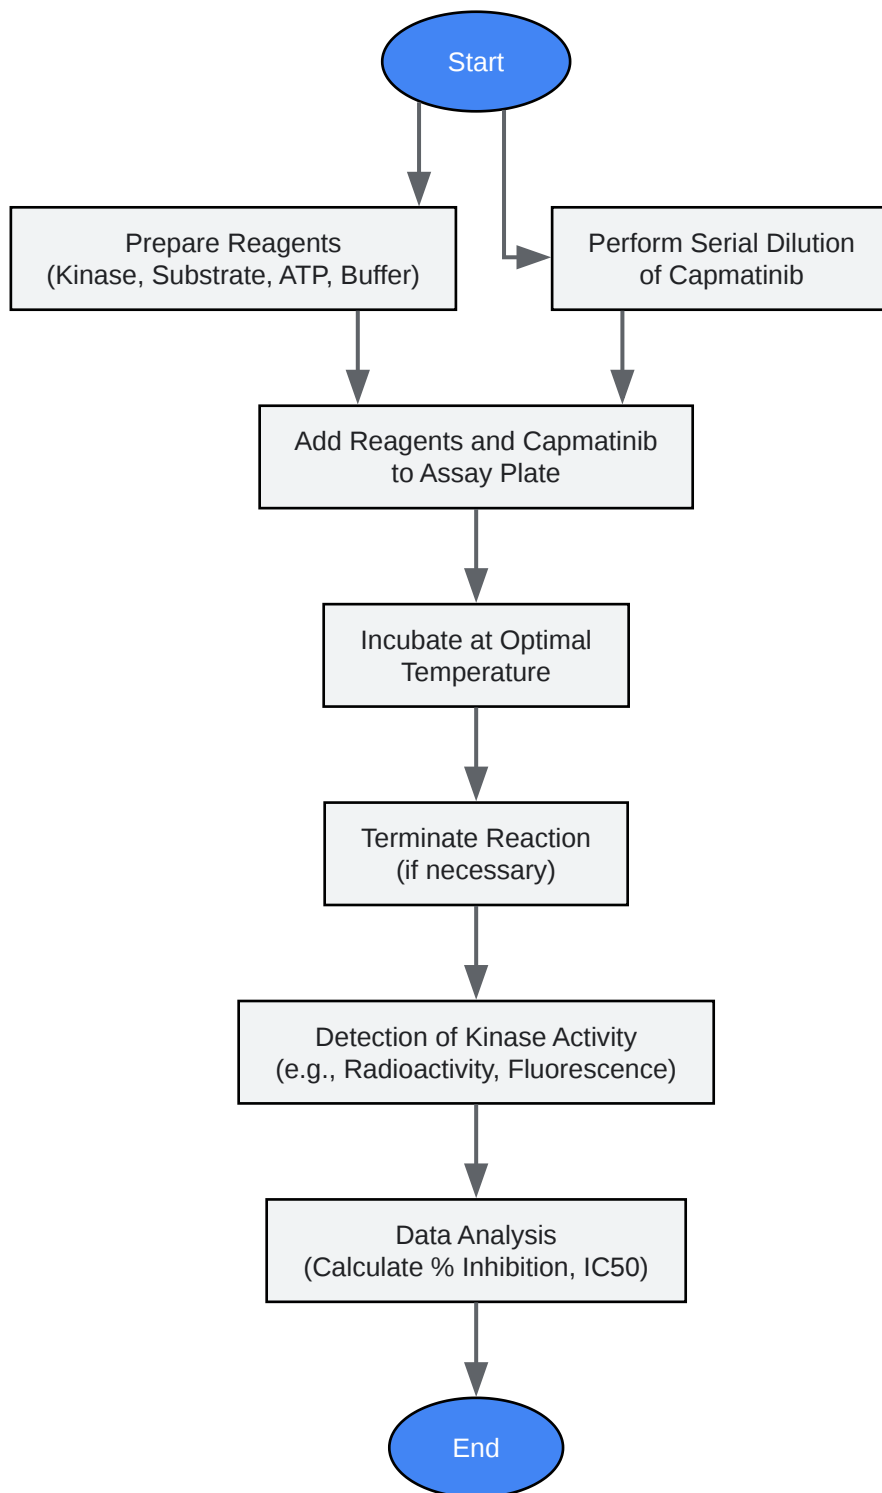 Start
Prepare Reagents
(Kinase, Substrate, ATP, Buffer)
Perform Serial Dilution
of Capmatinib
Add Reagents and Capmatinib
to Assay Plate
Incubate at Optimal
Temperature
Terminate Reaction
(if necessary)
Detection of Kinase Activity
(e.g., Radioactivity, Fluorescence)
Data Analysis
(Calculate % Inhibition, IC50)
End